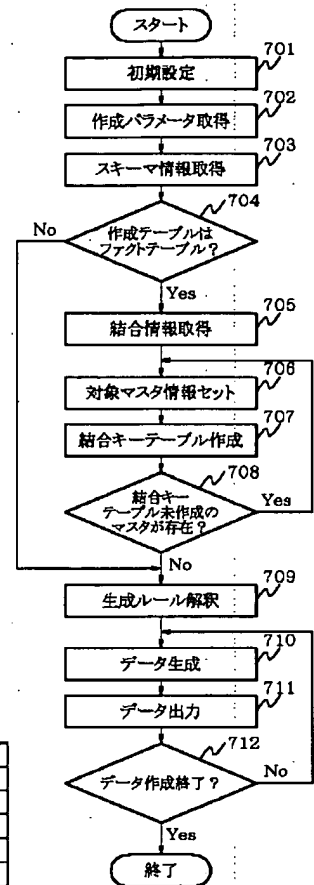 スタート
701
初期設定
702
作成パラメータ取得
703
スキーマ情報取得
704
No
作成テーブルは
ファクトテーブル?
Yes
705
結合情報取得
706
対象マスタ情報セット
707
結合キーテーブル作成
708
結合キー
テーブル未作成の
マスタが存在?
Yes
No
709
生成ルール解釈
710
データ生成
711
データ出力
712
データ作成終了?
No
Yes
終了